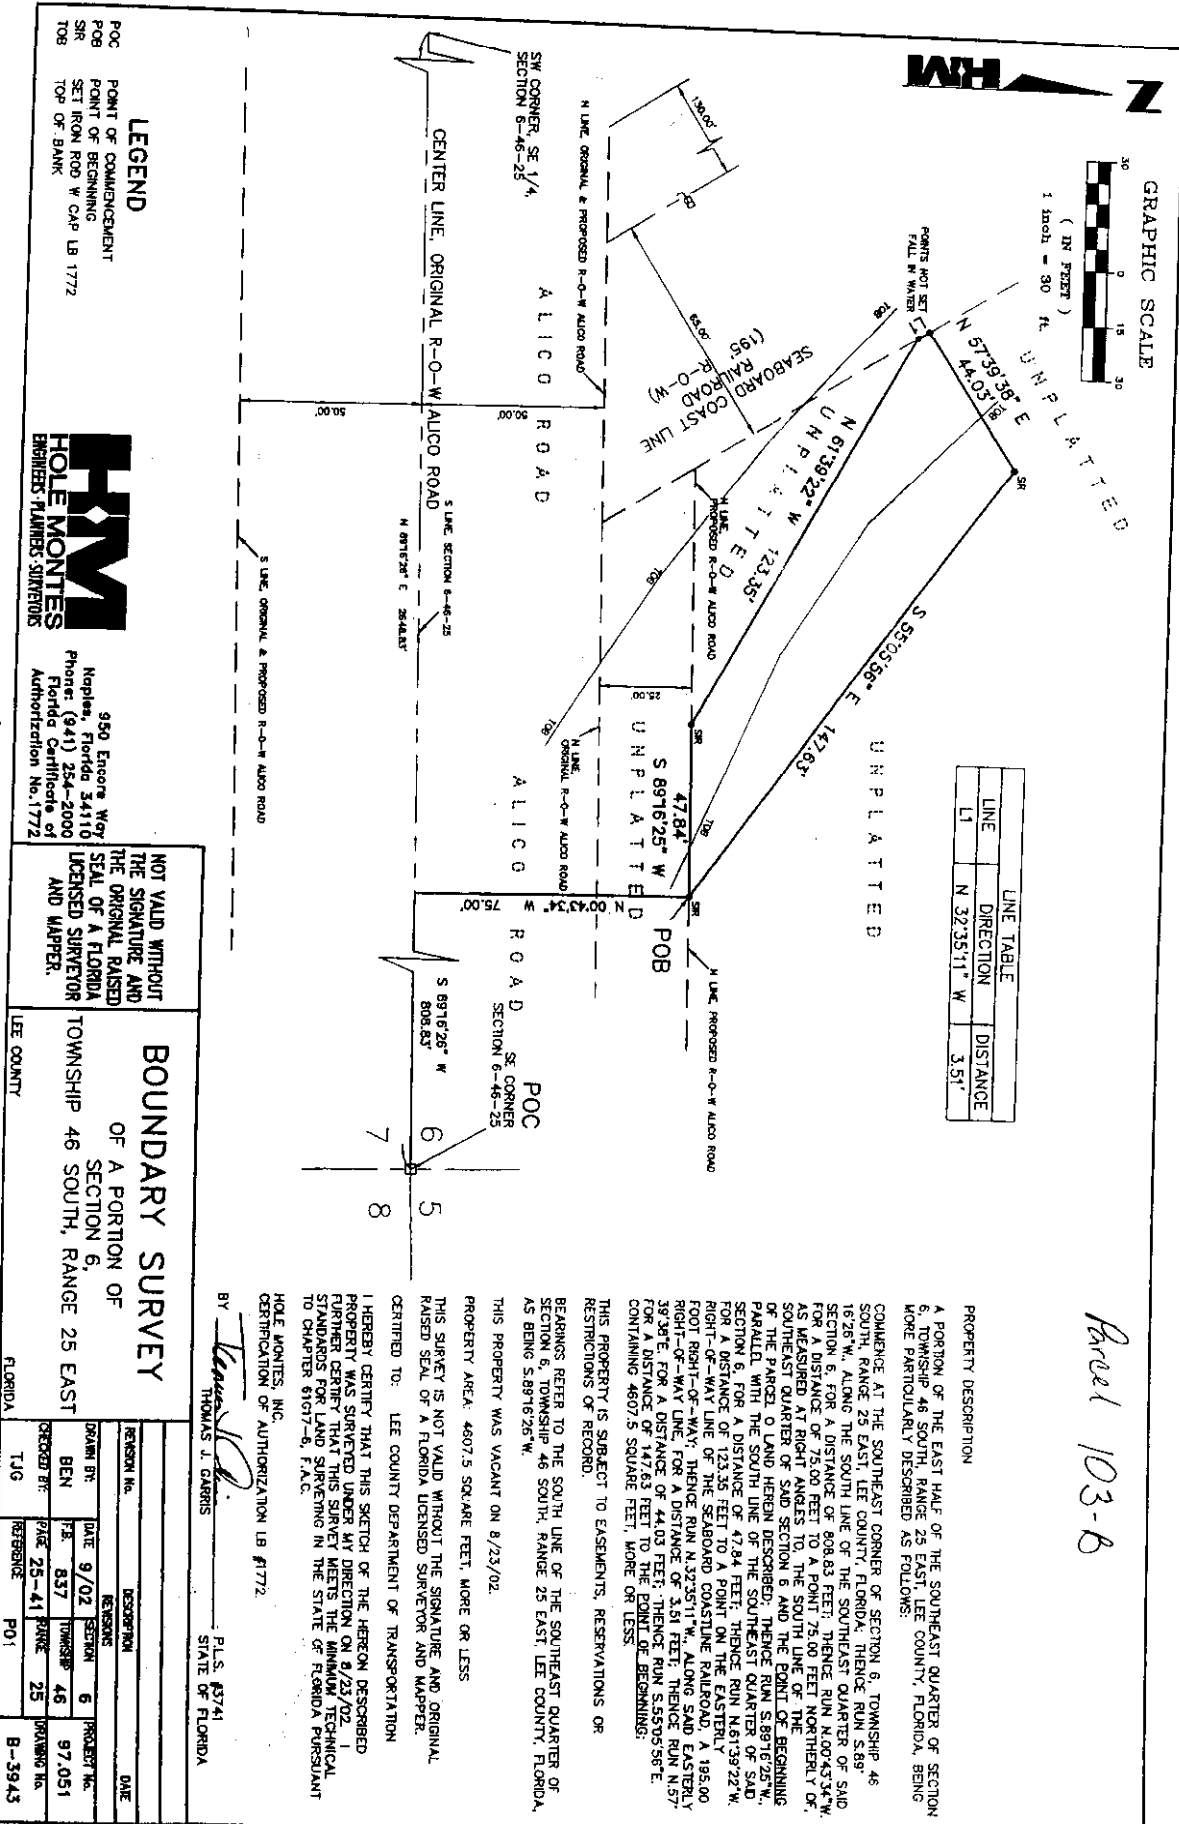 Parcel 103-B
Z
HM
GRAPHIC SCALE
30 0 15 30
( IN FEET )
1 inch = 30 ft.
LINE TABLE
LINE DIRECTION DISTANCE
L1 N 32°35'11" W 3.51'
UNPLATTED
N 57°39'38" E
44.03'
TOB
SIR
POINTS NOT SET
FALL IN WATER
L1
TOB
S 55°05'56" E 147.63'
UNPLATTED
N 61°39'22" W 123.35'
UNPLATTED
SEABOARD COAST LINE
RAILROAD
(195' R-O-W)
65.00'
130.00'
N LINE,
PROPOSED R-O-W ALICO ROAD
N LINE, ORIGINAL & PROPOSED R-O-W ALICO ROAD
TOB
SIR
47.84'
S 89°16'25" W
UNPLATTED
25.00'
TOB
TOB
SIR
POB
N LINE, PROPOSED R-O-W ALICO ROAD
N LINE,
ORIGINAL R-O-W ALICO ROAD
N 00°43'34" W 75.00'
ALICO ROAD
ALICO ROAD
50.00'
50.00'
SW CORNER, SE 1/4,
SECTION 6-46-25
CENTER LINE, ORIGINAL R-O-W ALICO ROAD
S LINE, SECTION 6-46-25
N 89°16'26" E 2648.83'
S 89°16'26" W
808.83'
POC
SE CORNER
SECTION 6-46-25
6 5
7 8
S LINE, ORIGINAL & PROPOSED R-O-W ALICO ROAD
LEGEND
POC POINT OF COMMENCEMENT
POB POINT OF BEGINNING
SIR SET IRON ROD W CAP LB 1772
TOB TOP OF BANK
PROPERTY DESCRIPTION
A PORTION OF THE EAST HALF OF THE SOUTHEAST QUARTER OF SECTION
6, TOWNSHIP 46 SOUTH, RANGE 25 EAST, LEE COUNTY, FLORIDA, BEING
MORE PARTICULARLY DESCRIBED AS FOLLOWS:
COMMENCE AT THE SOUTHEAST CORNER OF SECTION 6, TOWNSHIP 46
SOUTH, RANGE 25 EAST, LEE COUNTY, FLORIDA; THENCE RUN S.89°
16'26"W., ALONG THE SOUTH LINE OF THE SOUTHEAST QUARTER OF SAID
SECTION 6, FOR A DISTANCE OF 808.83 FEET; THENCE RUN N.00°43'34"W.
FOR A DISTANCE OF 75.00 FEET TO A POINT 75.00 FEET NORTHERLY OF,
AS MEASURED AT RIGHT ANGLES TO, THE SOUTH LINE OF THE
SOUTHEAST QUARTER OF SAID SECTION 6 AND THE POINT OF BEGINNING
OF THE PARCEL O LAND HEREIN DESCRIBED; THENCE RUN S.89°16'25"W.,
PARALLEL WITH THE SOUTH LINE OF THE SOUTHEAST QUARTER OF SAID
SECTION 6, FOR A DISTANCE OF 47.84 FEET; THENCE RUN N.61°39'22"W.
FOR A DISTANCE OF 123.35 FEET TO A POINT ON THE EASTERLY
RIGHT-OF-WAY LINE OF THE SEABOARD COASTLINE RAILROAD, A 195.00
FOOT RIGHT-OF-WAY; THENCE RUN N.32°35'11"W., ALONG SAID EASTERLY
RIGHT-OF-WAY LINE, FOR A DISTANCE OF 3.51 FEET; THENCE RUN N.57°
39'38"E. FOR A DISTANCE OF 44.03 FEET; THENCE RUN S.55°05'56"E.
FOR A DISTANCE OF 147.63 FEET TO THE POINT OF BEGINNING;
CONTAINING 4607.5 SQUARE FEET, MORE OR LESS.
THIS PROPERTY IS SUBJECT TO EASEMENTS, RESERVATIONS OR
RESTRICTIONS OF RECORD.
BEARINGS REFER TO THE SOUTH LINE OF THE SOUTHEAST QUARTER OF
SECTION 6, TOWNSHIP 46 SOUTH, RANGE 25 EAST, LEE COUNTY, FLORIDA,
AS BEING S.89°16'26"W.
THIS PROPERTY WAS VACANT ON 8/23/02.
PROPERTY AREA: 4607.5 SQUARE FEET, MORE OR LESS
THIS SURVEY IS NOT VALID WITHOUT THE SIGNATURE AND ORIGINAL
RAISED SEAL OF A FLORIDA LICENSED SURVEYOR AND MAPPER.
CERTIFIED TO: LEE COUNTY DEPARTMENT OF TRANSPORTATION
I HEREBY CERTIFY THAT THIS SKETCH OF THE HEREON DESCRIBED
PROPERTY WAS SURVEYED UNDER MY DIRECTION ON 8/23/02. I
FURTHER CERTIFY THAT THIS SURVEY MEETS THE MINIMUM TECHNICAL
STANDARDS FOR LAND SURVEYING IN THE STATE OF FLORIDA PURSUANT
TO CHAPTER 61G17-6, F.A.C.
HOLE MONTES, INC.
CERTIFICATION OF AUTHORIZATION LB #1772
BY P.L.S. #3741
THOMAS J. GARRIS STATE OF FLORIDA
HM
HOLE MONTES
ENGINEERS·PLANNERS·SURVEYORS
950 Encore Way
Naples, Florida 34110
Phone: (941) 254-2000
Florida Certificate of
Authorization No.1772
NOT VALID WITHOUT
THE SIGNATURE AND
THE ORIGINAL RAISED
SEAL OF A FLORIDA
LICENSED SURVEYOR
AND MAPPER.
BOUNDARY SURVEY
OF A PORTION OF
SECTION 6,
TOWNSHIP 46 SOUTH, RANGE 25 EAST
LEE COUNTY FLORIDA
REVISION No. DESCRIPTION DATE
REVISIONS
DRAWN BY: BEN DATE 9/02 SECTION 6 PROJECT No. 97.051
CHECKED BY: TJG F.B. 837 TOWNSHIP 46
PAGE 25-41 RANGE 25 DRAWING No. B-3943
REFERENCE P01